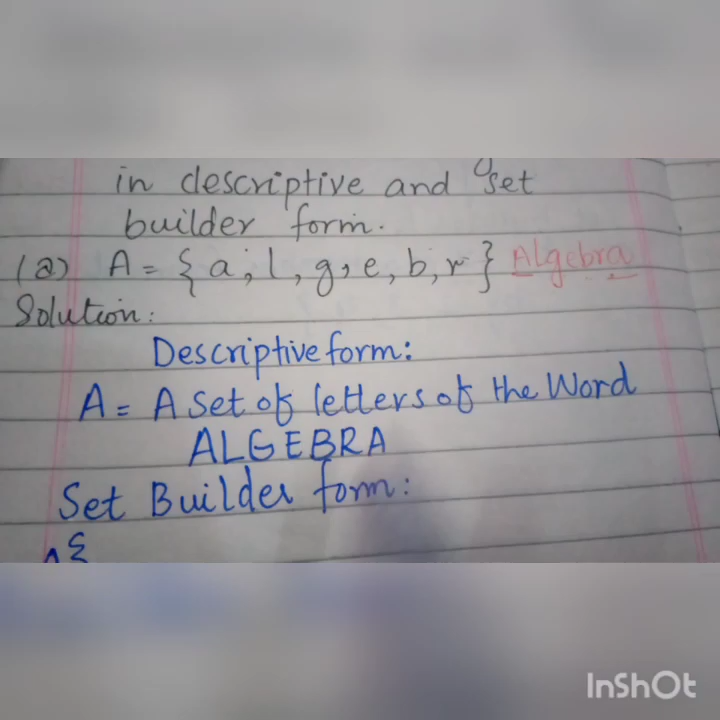 in descriptive and set
builder form.
(a) A = {a, l, g, e, b, r} Algebra
Solution:
Descriptive form:
A = A Set of letters of the Word
ALGEBRA
Set Builder form:
{
InShOt